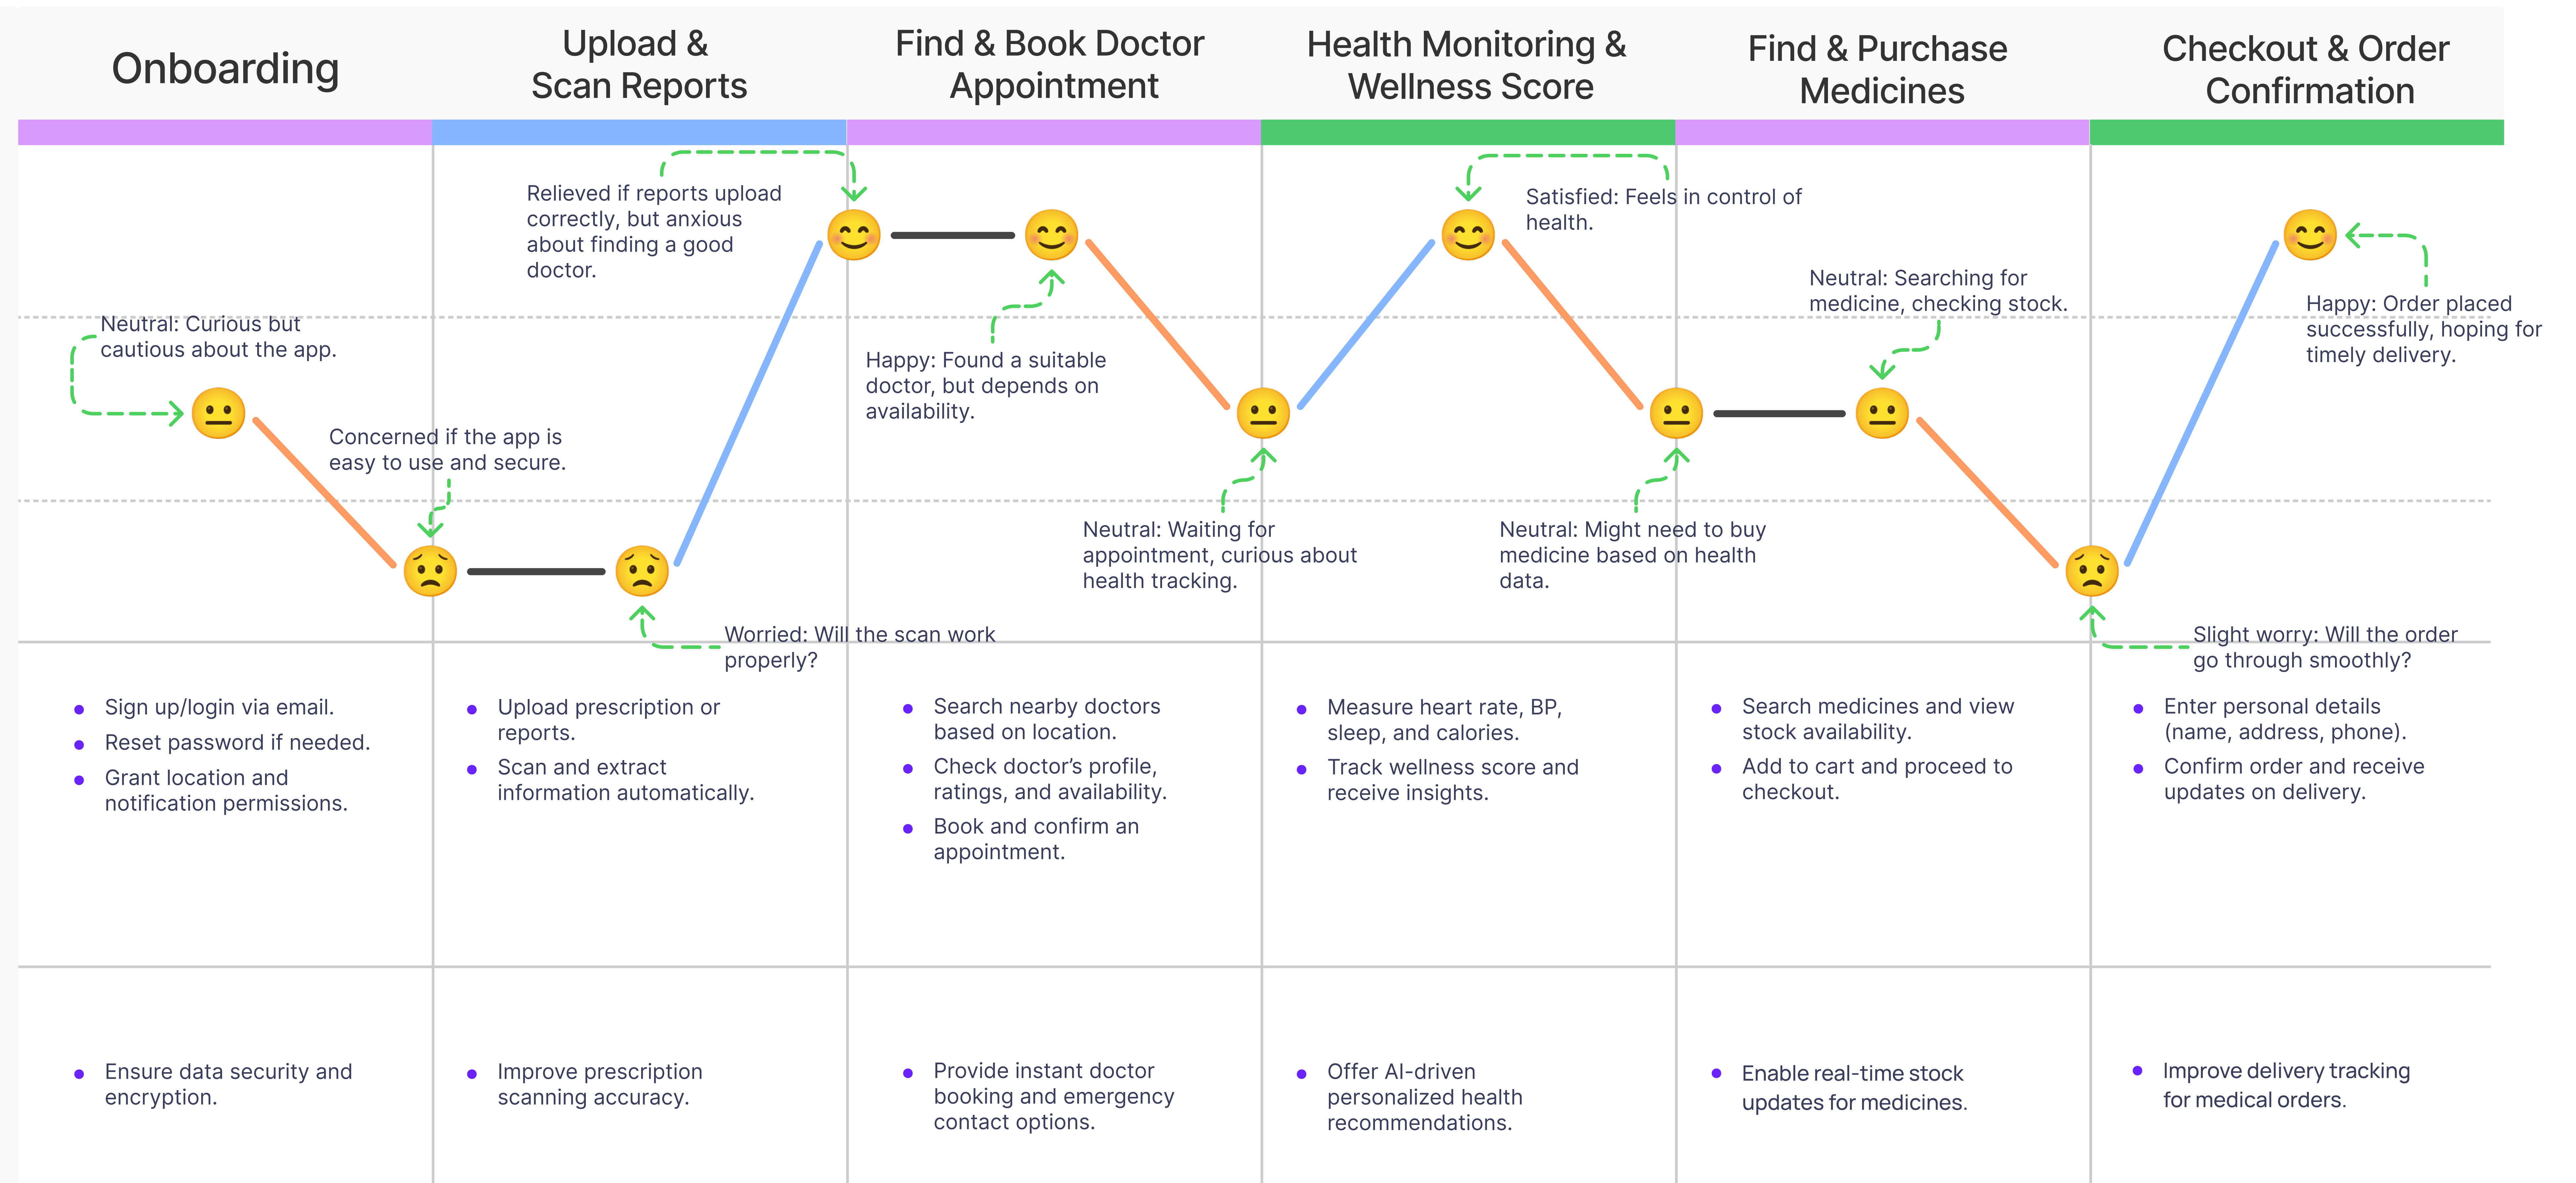 Onboarding
Upload &
Scan Reports
Find & Book Doctor
Appointment
Health Monitoring &
Wellness Score
Find & Purchase
Medicines
Checkout & Order
Confirmation
Neutral: Curious but
cautious about the app.
Concerned if the app is
easy to use and secure.
Relieved if reports upload
correctly, but anxious
about finding a good
doctor.
Worried: Will the scan work
properly?
Happy: Found a suitable
doctor, but depends on
availability.
Neutral: Waiting for
appointment, curious about
health tracking.
Satisfied: Feels in control of
health.
Neutral: Might need to buy
medicine based on health
data.
Neutral: Searching for
medicine, checking stock.
Slight worry: Will the order
go through smoothly?
Happy: Order placed
successfully, hoping for
timely delivery.
Sign up/login via email.
Reset password if needed.
Grant location and
notification permissions.
Upload prescription or
reports.
Scan and extract
information automatically.
Search nearby doctors
based on location.
Check doctor’s profile,
ratings, and availability.
Book and confirm an
appointment.
Measure heart rate, BP,
sleep, and calories.
Track wellness score and
receive insights.
Search medicines and view
stock availability.
Add to cart and proceed to
checkout.
Enter personal details
(name, address, phone).
Confirm order and receive
updates on delivery.
Ensure data security and
encryption.
Improve prescription
scanning accuracy.
Provide instant doctor
booking and emergency
contact options.
Offer AI-driven
personalized health
recommendations.
Enable real-time stock
updates for medicines.
Improve delivery tracking
for medical orders.